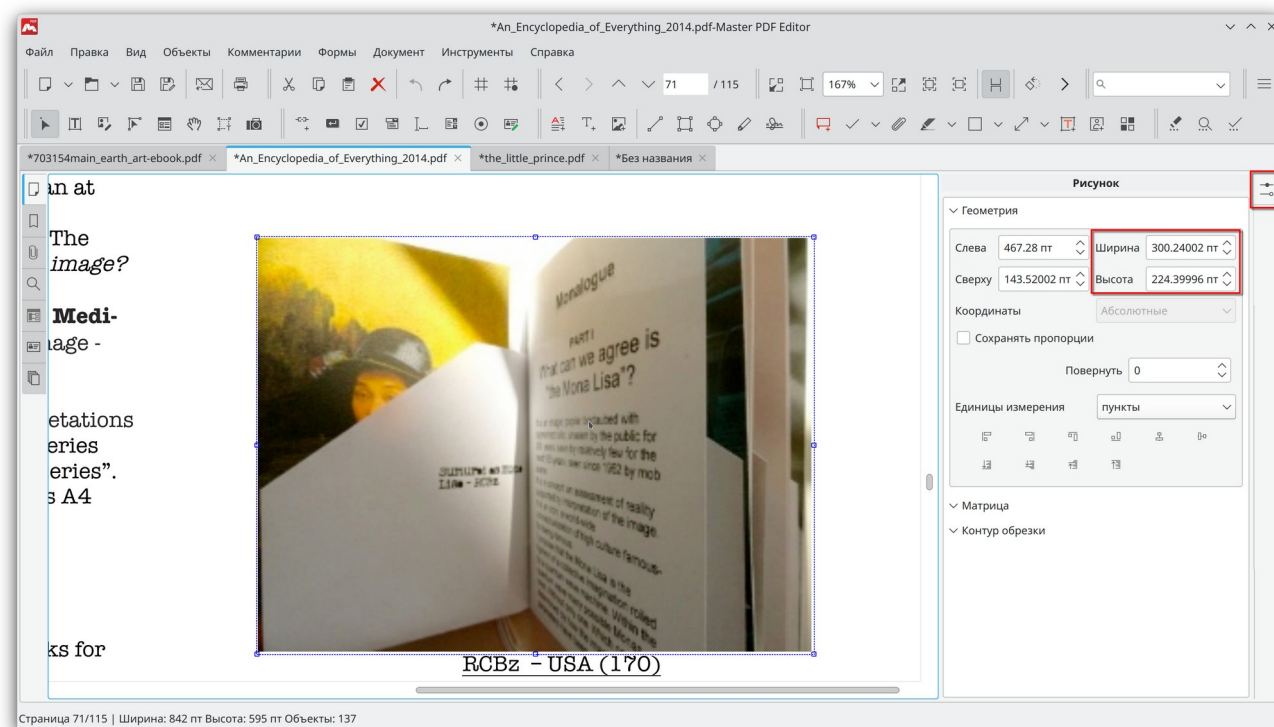 *An_Encyclopedia_of_Everything_2014.pdf-Master PDF Editor
Файл Правка Вид Объекты Комментарии Формы Документ Инструменты Справка
71 / 115 167%
*703154main_earth_art-ebook.pdf *An_Encyclopedia_of_Everything_2014.pdf *the_little_prince.pdf *Без названия
an at
The
image?
Medi-
age -
etations
eries
eries”.
s A4
ks for
Monalogue
PART I
What can we agree is
"the Mona Lisa"?
RCBz – USA (170)
Рисунок
Геометрия
Слева 467.28 пт Ширина 300.24002 пт
Сверху 143.52002 пт Высота 224.39996 пт
Координаты Абсолютные
Сохранять пропорции
Повернуть 0
Единицы измерения пункты
Матрица
Контур обрезки
Страница 71/115 | Ширина: 842 пт Высота: 595 пт Объекты: 137